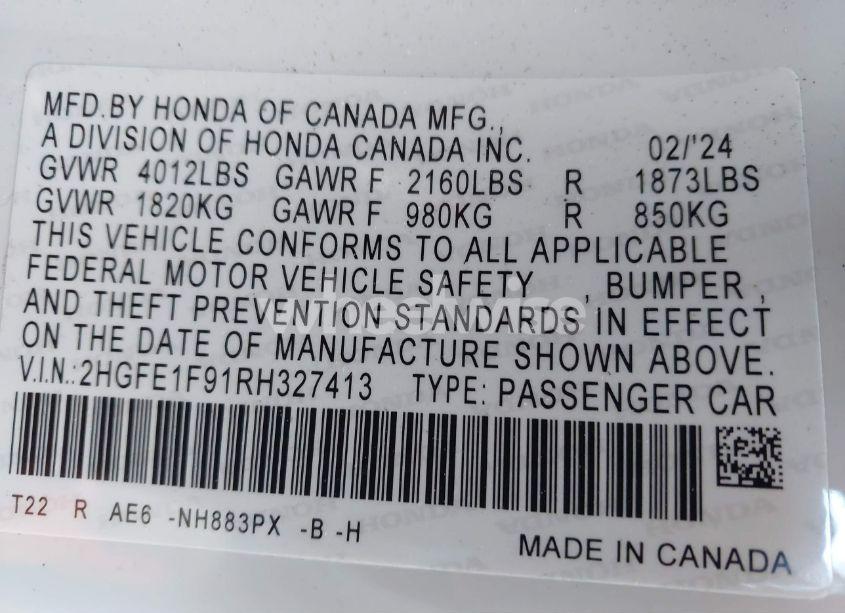 MFD.BY HONDA OF CANADA MFG.,
A DIVISION OF HONDA CANADA INC. 02/'24
GVWR 4012LBS GAWR F 2160LBS R 1873LBS
GVWR 1820KG GAWR F 980KG R 850KG
THIS VEHICLE CONFORMS TO ALL APPLICABLE
FEDERAL MOTOR VEHICLE SAFETY , BUMPER ,
AND THEFT PREVENTION STANDARDS IN EFFECT
ON THE DATE OF MANUFACTURE SHOWN ABOVE.
V.I.N.:2HGFE1F91RH327413 TYPE: PASSENGER CAR
T22 R AE6 -NH883PX -B -H
MADE IN CANADA
wheelwise